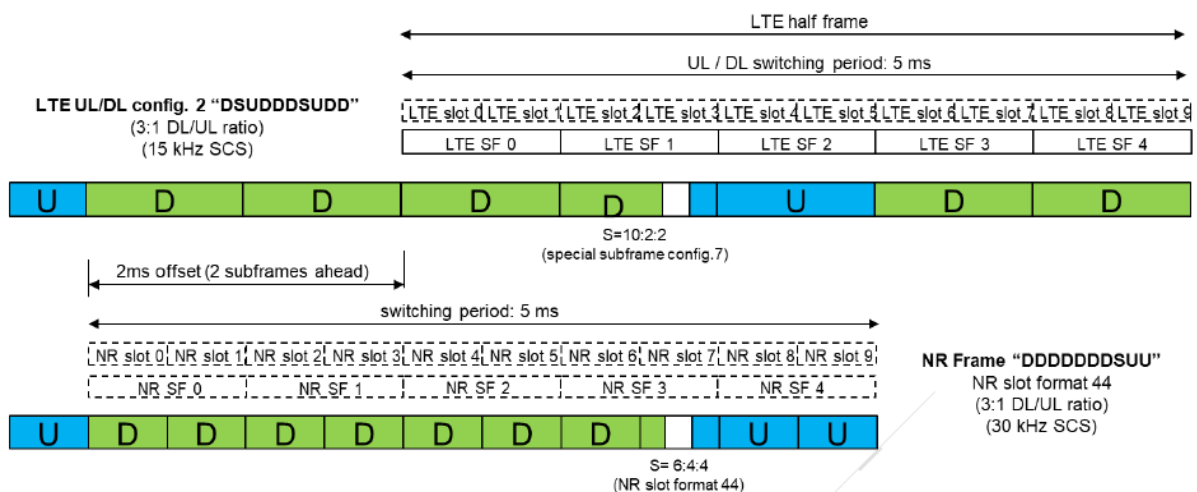 LTE half frame
UL / DL switching period: 5 ms
LTE UL/DL config. 2 “DSUDDDSUDD”
(3:1 DL/UL ratio)
(15 kHz SCS)
LTE slot 0 LTE slot 1 LTE slot 2 LTE slot 3 LTE slot 4 LTE slot 5 LTE slot 6 LTE slot 7 LTE slot 8 LTE slot 9
LTE SF 0 LTE SF 1 LTE SF 2 LTE SF 3 LTE SF 4
U D D D D U D D
S=10:2:2
(special subframe config.7)
2ms offset (2 subframes ahead)
switching period: 5 ms
NR slot 0 NR slot 1 NR slot 2 NR slot 3 NR slot 4 NR slot 5 NR slot 6 NR slot 7 NR slot 8 NR slot 9
NR SF 0 NR SF 1 NR SF 2 NR SF 3 NR SF 4
NR Frame “DDDDDDDSUU”
NR slot format 44
(3:1 DL/UL ratio)
(30 kHz SCS)
U D D D D D D D U U
S= 6:4:4
(NR slot format 44)